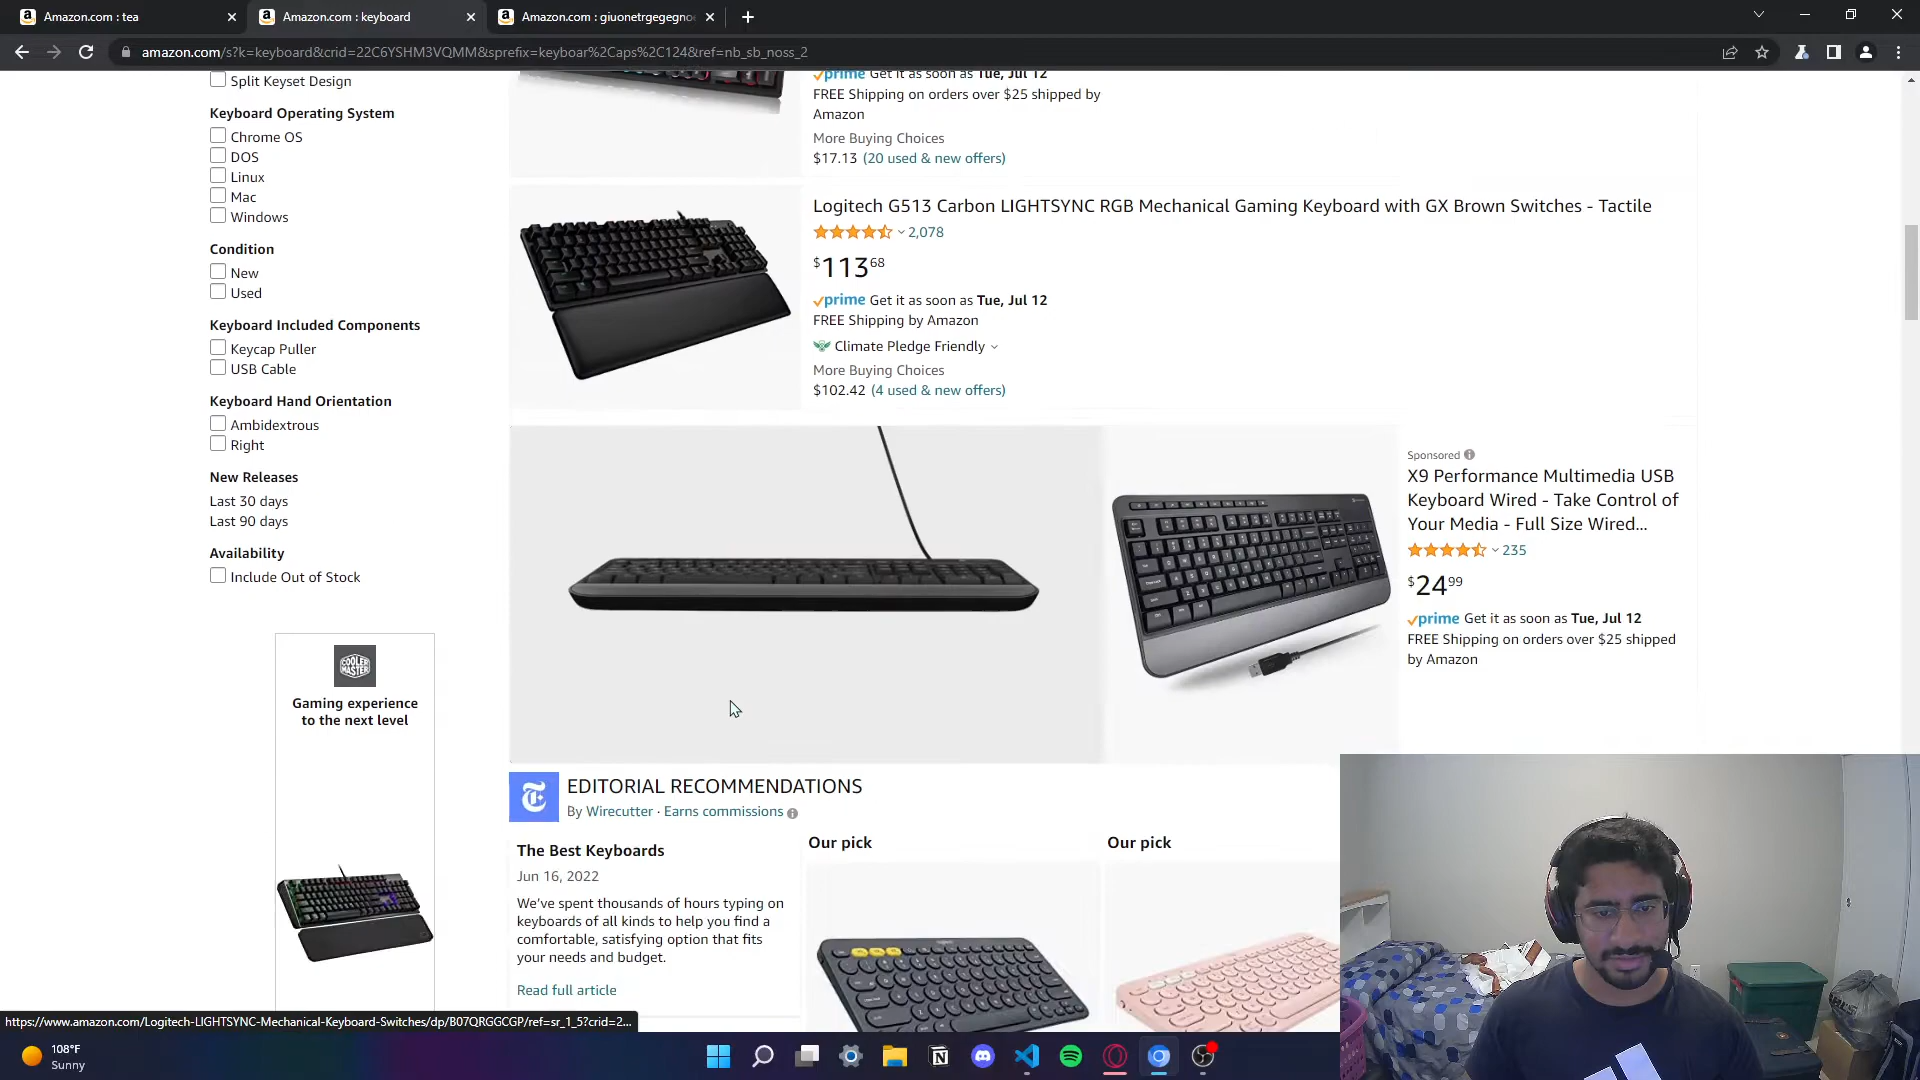 Amazon.com : tea
Amazon.com : keyboard
Amazon.com : giuonetrgegegno
amazon.com/s?k=keyboard&crid=22C6YSHM3VQMM&sprefix=keyboar%2Caps%2C124&ref=nb_sb_noss_2
Split Keyset Design
Keyboard Operating System
Chrome OS
DOS
Linux
Mac
Windows
Condition
New
Used
Keyboard Included Components
Keycap Puller
USB Cable
Keyboard Hand Orientation
Ambidextrous
Right
New Releases
Last 30 days
Last 90 days
Availability
Include Out of Stock
COOLER
MASTER
Gaming experience
to the next level
prime Get it as soon as Tue, Jul 12
FREE Shipping on orders over $25 shipped by
Amazon
More Buying Choices
$17.13 (20 used & new offers)
Logitech G513 Carbon LIGHTSYNC RGB Mechanical Gaming Keyboard with GX Brown Switches - Tactile
2,078
$113 68
prime Get it as soon as Tue, Jul 12
FREE Shipping by Amazon
Climate Pledge Friendly
More Buying Choices
$102.42 (4 used & new offers)
Sponsored
X9 Performance Multimedia USB
Keyboard Wired - Take Control of
Your Media - Full Size Wired...
235
$24 99
prime Get it as soon as Tue, Jul 12
FREE Shipping on orders over $25 shipped
by Amazon
EDITORIAL RECOMMENDATIONS
By Wirecutter · Earns commissions
The Best Keyboards
Jun 16, 2022
We've spent thousands of hours typing on
keyboards of all kinds to help you find a
comfortable, satisfying option that fits
your needs and budget.
Read full article
Our pick
Our pick
https://www.amazon.com/Logitech-LIGHTSYNC-Mechanical-Keyboard-Switches/dp/B07QRGGCGP/ref=sr_1_5?crid=2...
108°F
Sunny